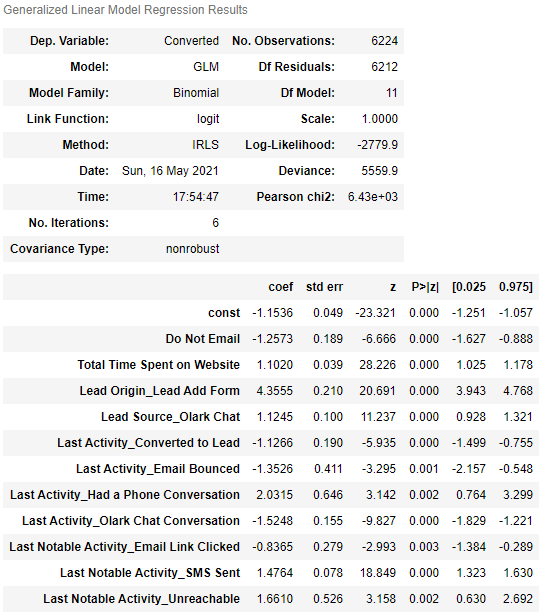 Generalized Linear Model Regression Results
Dep. Variable: Converted No. Observations: 6224
Model: GLM Df Residuals: 6212
Model Family: Binomial Df Model: 11
Link Function: logit Scale: 1.0000
Method: IRLS Log-Likelihood: -2779.9
Date: Sun, 16 May 2021 Deviance: 5559.9
Time: 17:54:47 Pearson chi2: 6.43e+03
No. Iterations: 6
Covariance Type: nonrobust
coef std err z P>|z| [0.025 0.975]
const -1.1536 0.049 -23.321 0.000 -1.251 -1.057
Do Not Email -1.2573 0.189 -6.666 0.000 -1.627 -0.888
Total Time Spent on Website 1.1020 0.039 28.226 0.000 1.025 1.178
Lead Origin_Lead Add Form 4.3555 0.210 20.691 0.000 3.943 4.768
Lead Source_Olark Chat 1.1245 0.100 11.237 0.000 0.928 1.321
Last Activity_Converted to Lead -1.1266 0.190 -5.935 0.000 -1.499 -0.755
Last Activity_Email Bounced -1.3526 0.411 -3.295 0.001 -2.157 -0.548
Last Activity_Had a Phone Conversation 2.0315 0.646 3.142 0.002 0.764 3.299
Last Activity_Olark Chat Conversation -1.5248 0.155 -9.827 0.000 -1.829 -1.221
Last Notable Activity_Email Link Clicked -0.8365 0.279 -2.993 0.003 -1.384 -0.289
Last Notable Activity_SMS Sent 1.4764 0.078 18.849 0.000 1.323 1.630
Last Notable Activity_Unreachable 1.6610 0.526 3.158 0.002 0.630 2.692